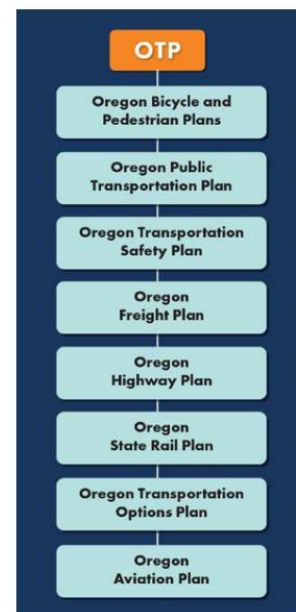 OTP
Oregon Bicycle and
Pedestrian Plans
Oregon Public
Transportation Plan
Oregon Transportation
Safety Plan
Oregon
Freight Plan
Oregon
Highway Plan
Oregon
State Rail Plan
Oregon Transportation
Options Plan
Oregon
Aviation Plan